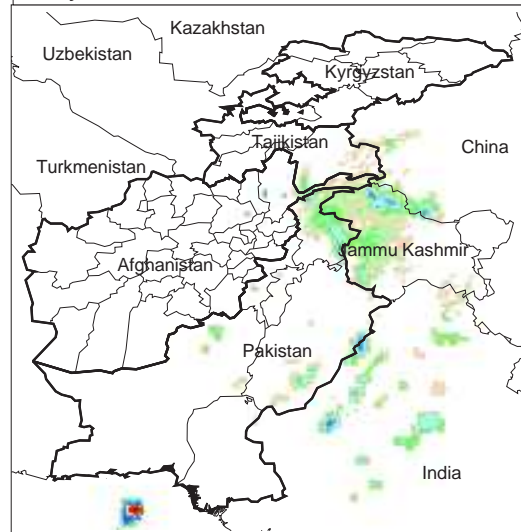 Kazakhstan
Uzbekistan
Kyrgyzstan
Tajikistan
China
Turkmenistan
Jammu Kashmir
Afghanistan
Pakistan
India